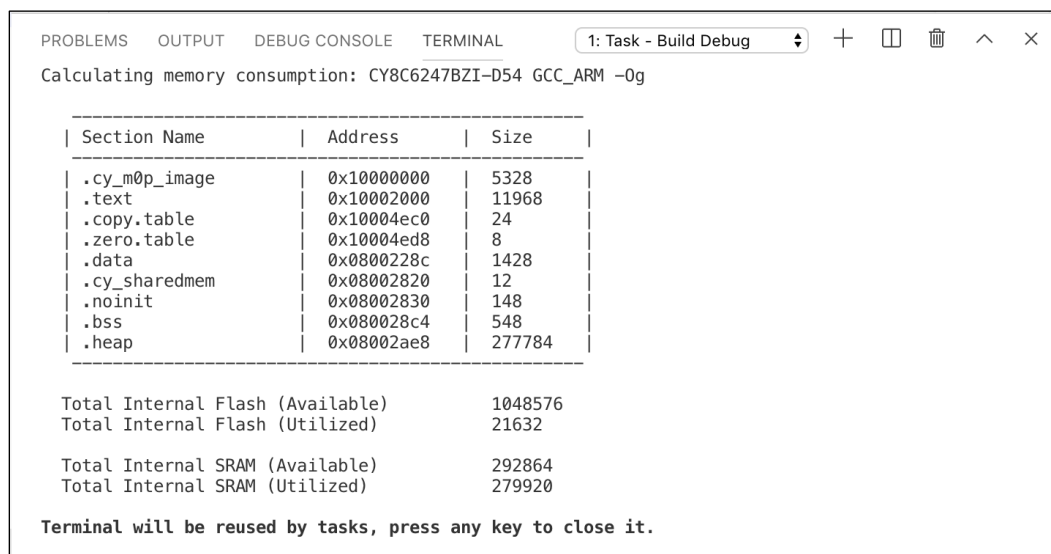 PROBLEMS OUTPUT DEBUG CONSOLE TERMINAL 1: Task - Build Debug
Calculating memory consumption: CY8C6247BZI-D54 GCC_ARM -Og
| Section Name | Address | Size |
| .cy_m0p_image | 0x10000000 | 5328 |
| .text | 0x10002000 | 11968 |
| .copy.table | 0x10004ec0 | 24 |
| .zero.table | 0x10004ed8 | 8 |
| .data | 0x0800228c | 1428 |
| .cy_sharedmem | 0x08002820 | 12 |
| .noinit | 0x08002830 | 148 |
| .bss | 0x080028c4 | 548 |
| .heap | 0x08002ae8 | 277784 |
Total Internal Flash (Available) 1048576
Total Internal Flash (Utilized) 21632
Total Internal SRAM (Available) 292864
Total Internal SRAM (Utilized) 279920
Terminal will be reused by tasks, press any key to close it.